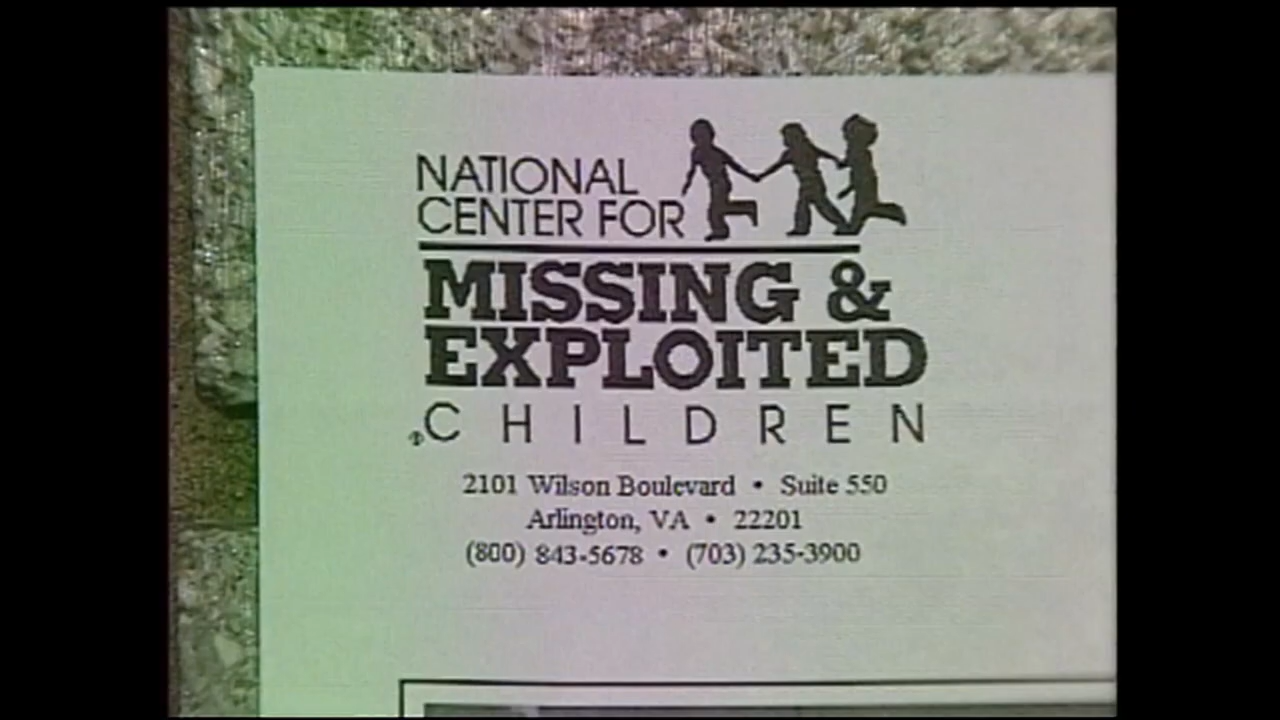 NATIONAL
CENTER FOR
MISSING &
EXPLOITED
®CHILDREN
2101 Wilson Boulevard • Suite 550
Arlington, VA • 22201
(800) 843-5678 • (703) 235-3900